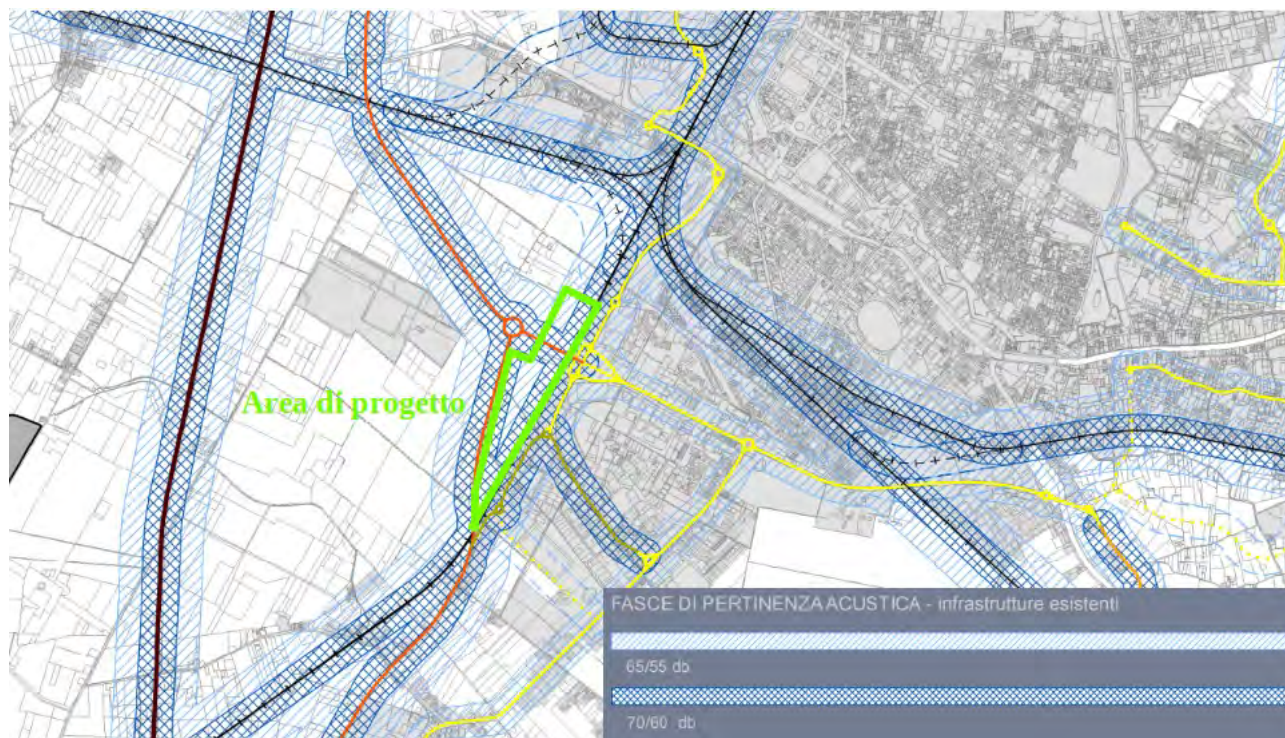 Area di progetto
FASCE DI PERTINENZA ACUSTICA - infrastrutture esistenti
65/55 db
70/60 db